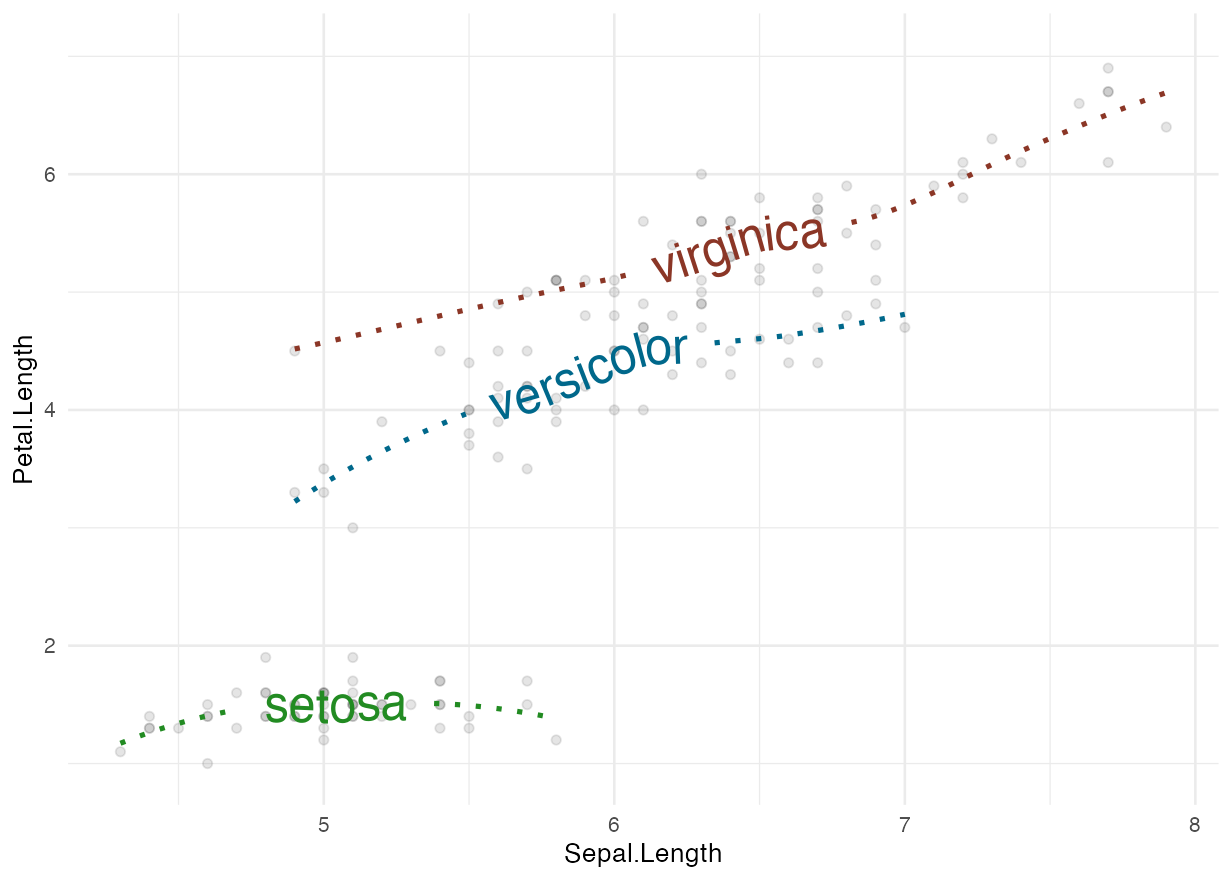 6
virginica
versicolor
Petal.Length
4
2
setosa
5 6 7 8
Sepal.Length